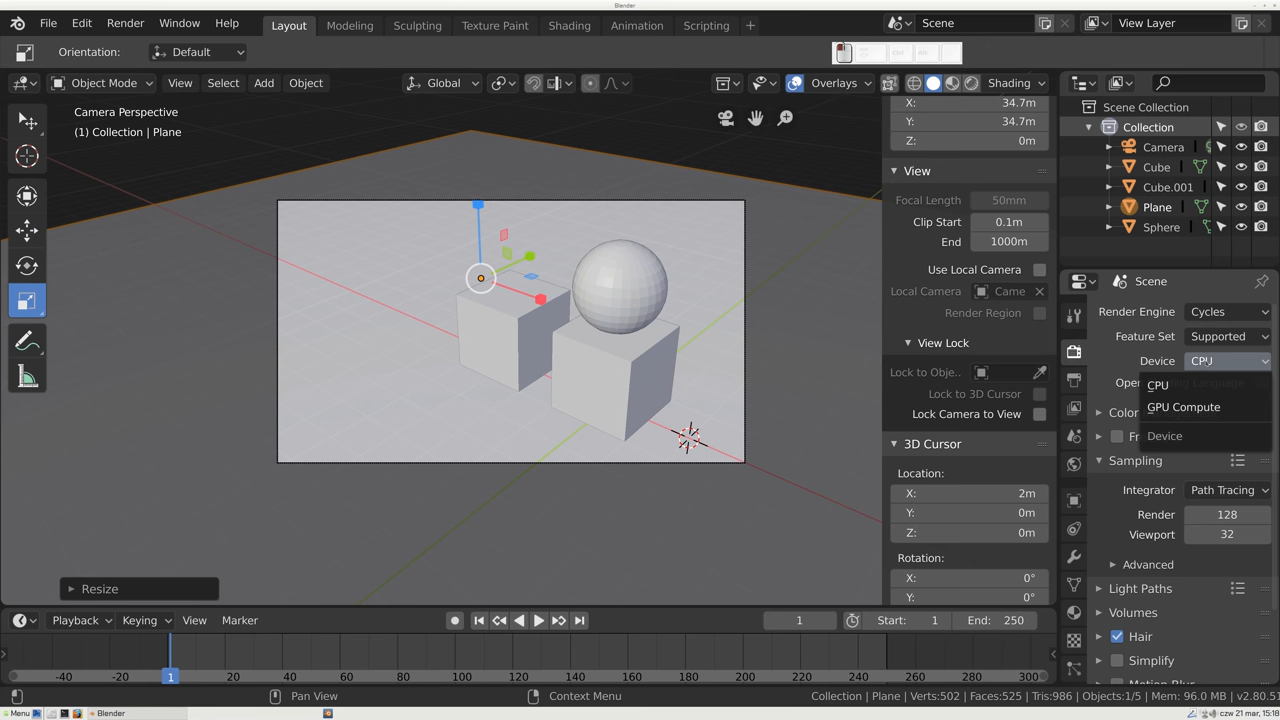 Blender
File Edit Render Window Help
Layout Modeling Sculpting Texture Paint Shading Animation Scripting +
Scene
View Layer
Orientation: Default
Object Mode View Select Add Object
Global
Overlays
Shading
Camera Perspective
(1) Collection | Plane
X: 34.7m
Y: 34.7m
Z: 0m
View
Focal Length 50mm
Clip Start 0.1m
End 1000m
Use Local Camera
Local Camera Came
Render Region
View Lock
Lock to Obje..
Lock to 3D Cursor
Lock Camera to View
3D Cursor
Location:
X: 2m
Y: 0m
Z: 0m
Rotation:
X: 0°
Y: 0°
Scene Collection
Collection
Camera
Cube
Cube.001
Plane
Sphere
Scene
Render Engine Cycles
Feature Set Supported
Device CPU
CPU
GPU Compute
Device
Sampling
Integrator Path Tracing
Render 128
Viewport 32
Advanced
Light Paths
Volumes
Hair
Simplify
Resize
Playback Keying View Marker
1
Start: 1
End: 250
-40 -20 1 20 40 60 80 100 120 140 160 180 200 220 240 260 280 300
Pan View
Context Menu
Collection | Plane | Verts:502 | Faces:525 | Tris:986 | Objects:1/5 | Mem: 96.0 MB | v2.80.51
Menu
Blender
czw 21 mar, 15:18